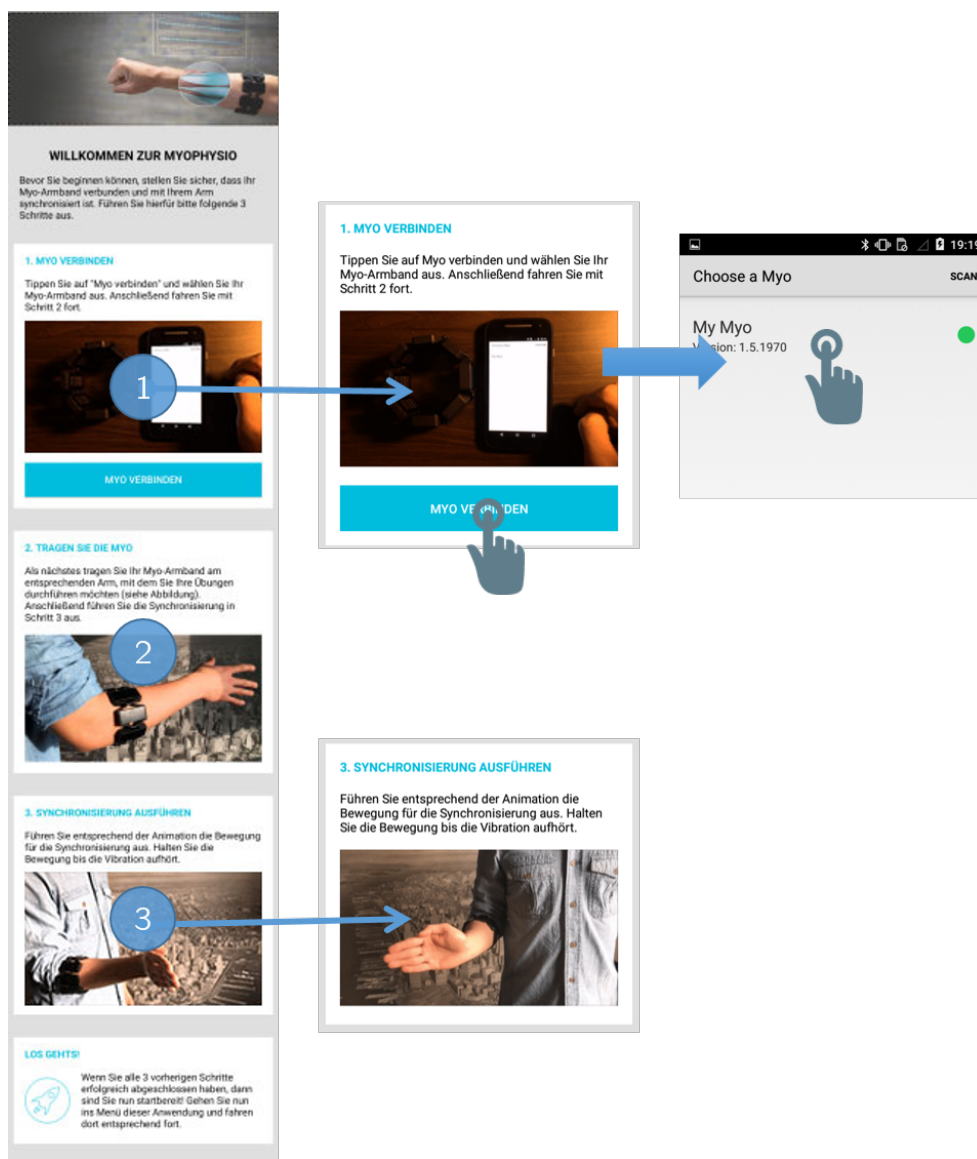 WILLKOMMEN ZUR MYOPHYSIO
Bevor Sie beginnen können, stellen Sie sicher, dass Ihr
Myo-Armband verbunden und mit Ihrem Arm
synchronisiert ist. Führen Sie hierfür bitte folgende 3
Schritte aus.
1. MYO VERBINDEN
Tippen Sie auf "Myo verbinden" und wählen Sie Ihr
Myo-Armband aus. Anschließend fahren Sie mit
Schritt 2 fort.
1
MYO VERBINDEN
2. TRAGEN SIE DIE MYO
Als nächstes tragen Sie Ihr Myo-Armband am
entsprechenden Arm, mit dem Sie Ihre Übungen
durchführen möchten (siehe Abbildung).
Anschließend führen Sie die Synchronisierung in
Schritt 3 aus.
2
3. SYNCHRONISIERUNG AUSFÜHREN
Führen Sie entsprechend der Animation die Bewegung
für die Synchronisierung aus. Halten Sie die
Bewegung bis die Vibration aufhört.
3
LOS GEHTS!
Wenn Sie alle 3 vorherigen Schritte
erfolgreich abgeschlossen haben, dann
sind Sie nun startbereit! Gehen Sie nun
ins Menü dieser Anwendung und fahren
dort entsprechend fort.
1. MYO VERBINDEN
Tippen Sie auf Myo verbinden und wählen Sie Ihr
Myo-Armband aus. Anschließend fahren Sie mit
Schritt 2 fort.
MYO VERBINDEN
19:19
Choose a Myo
SCAN
My Myo
Version: 1.5.1970
3. SYNCHRONISIERUNG AUSFÜHREN
Führen Sie entsprechend der Animation die
Bewegung für die Synchronisierung aus. Halten
Sie die Bewegung bis die Vibration aufhört.